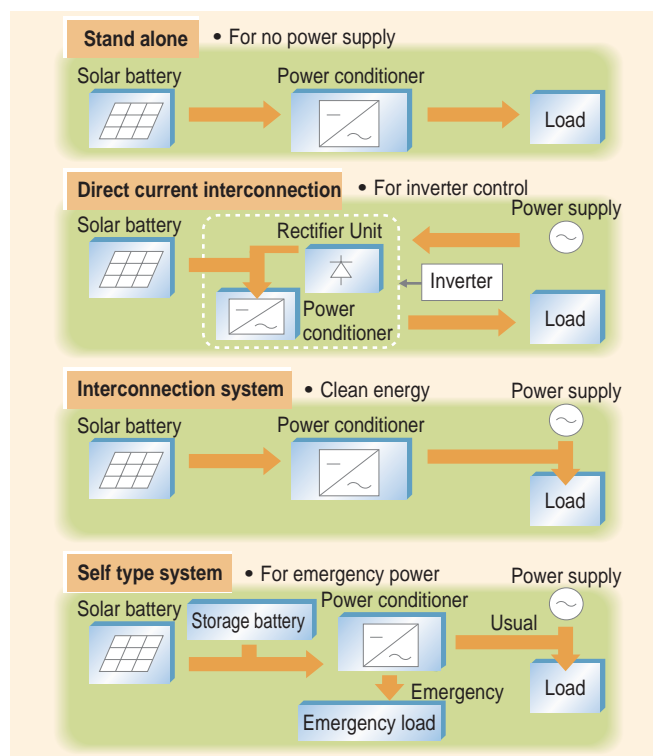 Stand alone • For no power supply
Solar battery
Power conditioner
Load
Direct current interconnection • For inverter control
Solar battery
Power supply
Rectifier Unit
Inverter
Power
conditioner
Load
Interconnection system • Clean energy
Power supply
Solar battery
Power conditioner
Load
Self type system • For emergency power
Power supply
Solar battery
Storage battery
Power conditioner
Usual
Load
Emergency
Emergency load